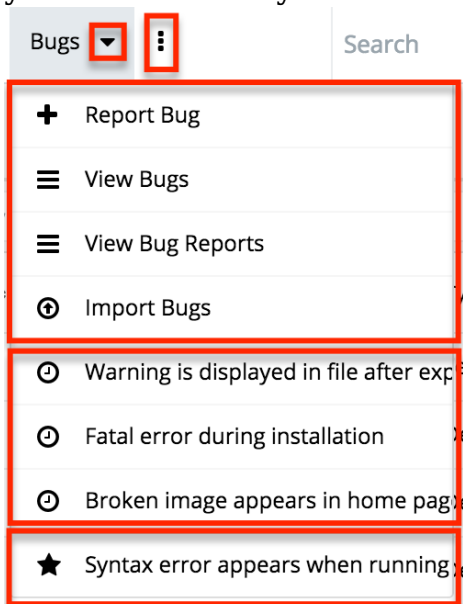 Bugs
Search
Report Bug
View Bugs
View Bug Reports
Import Bugs
Warning is displayed in file after exp
Fatal error during installation
Broken image appears in home pag
Syntax error appears when running